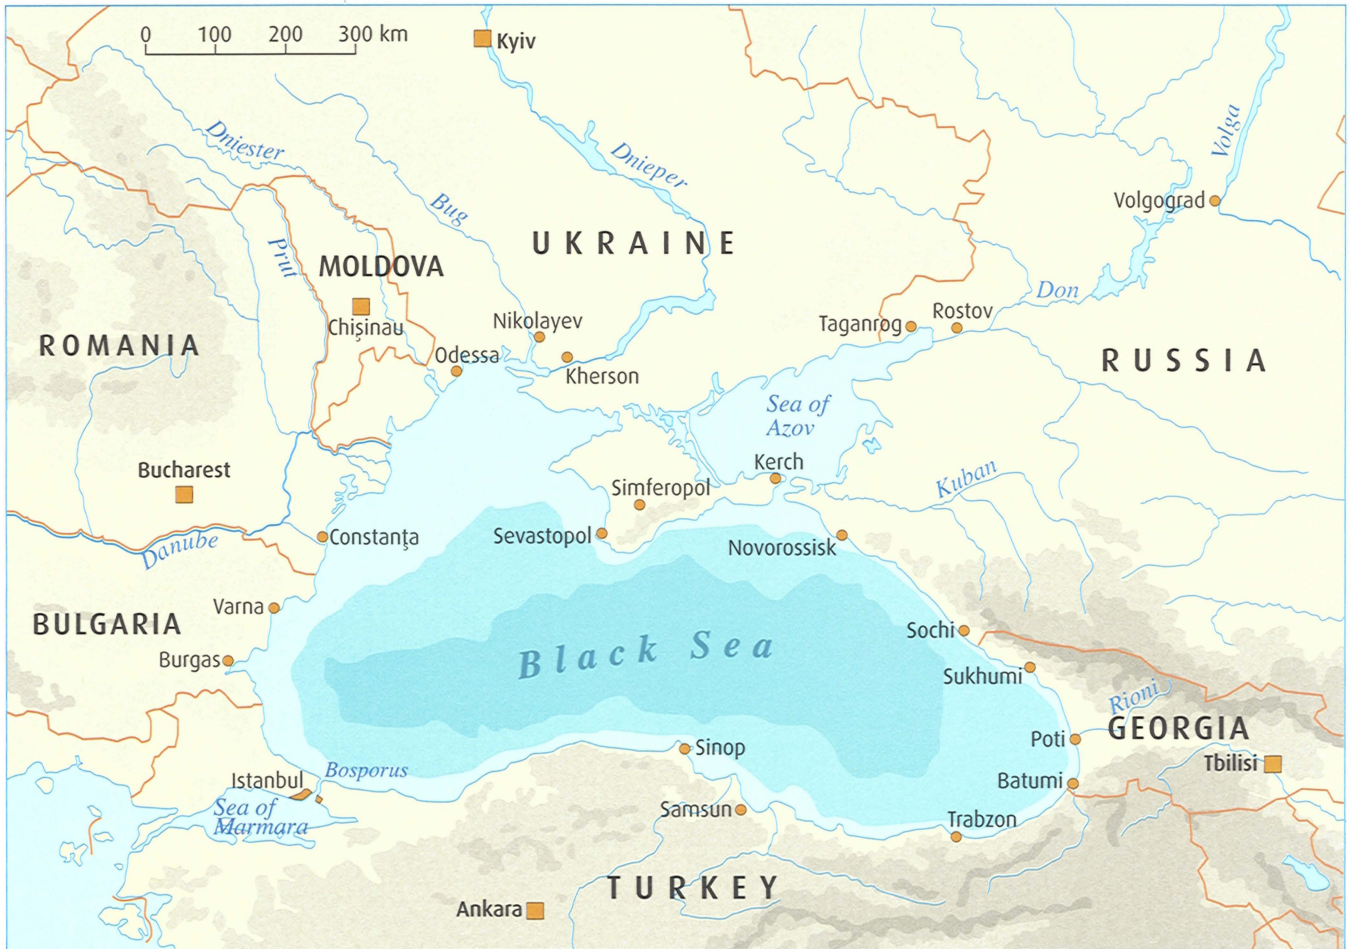 0 100 200 300 km
Kyiv
Dniester
Dnieper
Volga
Bug
Volgograd
UKRAINE
Prut
MOLDOVA
Don
Chişinau
Nikolayev
Taganrog
Rostov
ROMANIA
Odessa
Kherson
RUSSIA
Sea of
Azov
Kerch
Bucharest
Simferopol
Kuban
Constanţa
Sevastopol
Novorossisk
Danube
Varna
BULGARIA
Black Sea
Sochi
Burgas
Sukhumi
Rioni
GEORGIA
Sinop
Poti
Tbilisi
Istanbul
Bosporus
Batumi
Sea of
Marmara
Samsun
Trabzon
TURKEY
Ankara